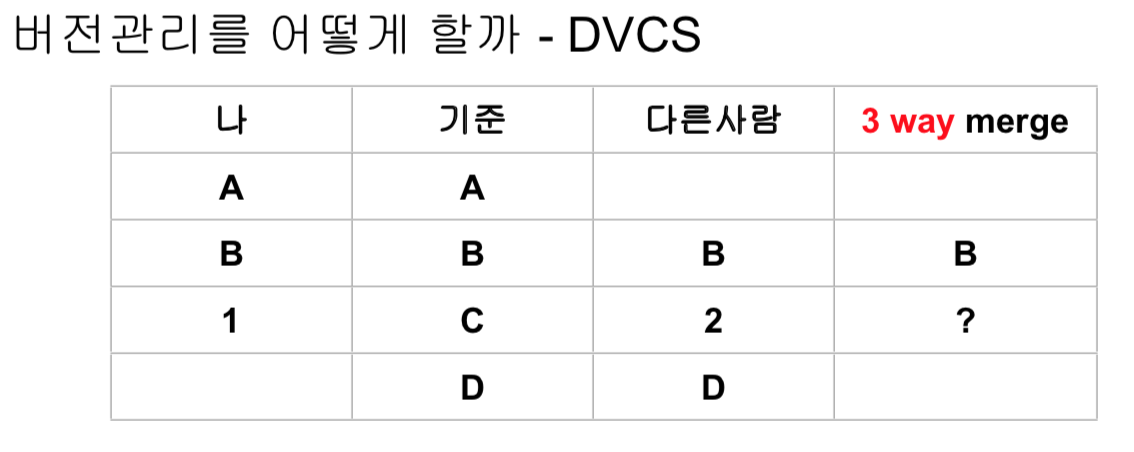 버전관리를 어떻게 할까 - DVCS
나 기준 다른사람 3 way merge
A A
B B B B
1 C 2 ?
D D